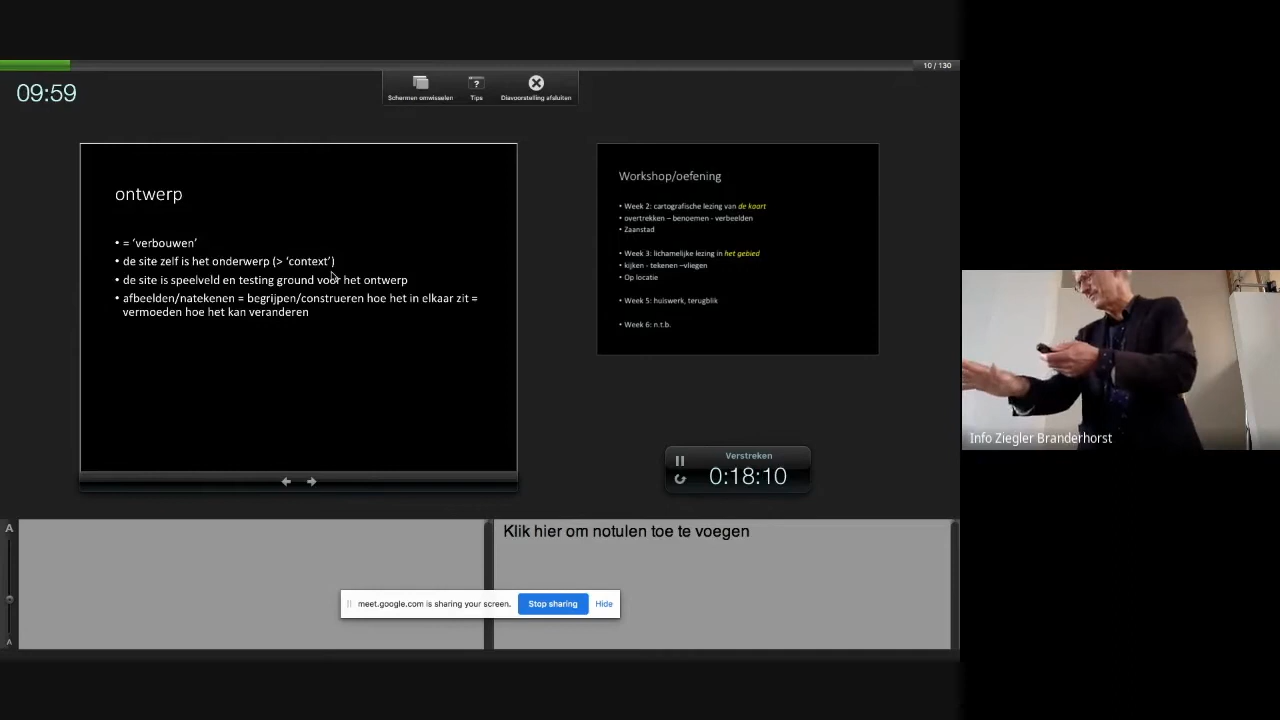 10 / 130
09:59
Schermen omwisselen
Tips
Diavoorstelling afsluiten
ontwerp
• = ‘verbouwen’
• de site zelf is het onderwerp (> ‘context’)
• de site is speelveld en testing ground voor het ontwerp
• afbeelden/natekenen = begrijpen/construeren hoe het in elkaar zit =
vermoeden hoe het kan veranderen
Workshop/oefening
• Week 2: cartografische lezing van de kaart
• overtrekken – benoemen - verbeelden
• Zaanstad
• Week 3: lichamelijke lezing in het gebied
• kijken - tekenen –vliegen
• Op locatie
• Week 5: huiswerk, terugblik
• Week 6: n.t.b.
Info Ziegler Branderhorst
Verstreken
0:18:10
A
Klik hier om notulen toe te voegen
meet.google.com is sharing your screen.
Stop sharing
Hide
A